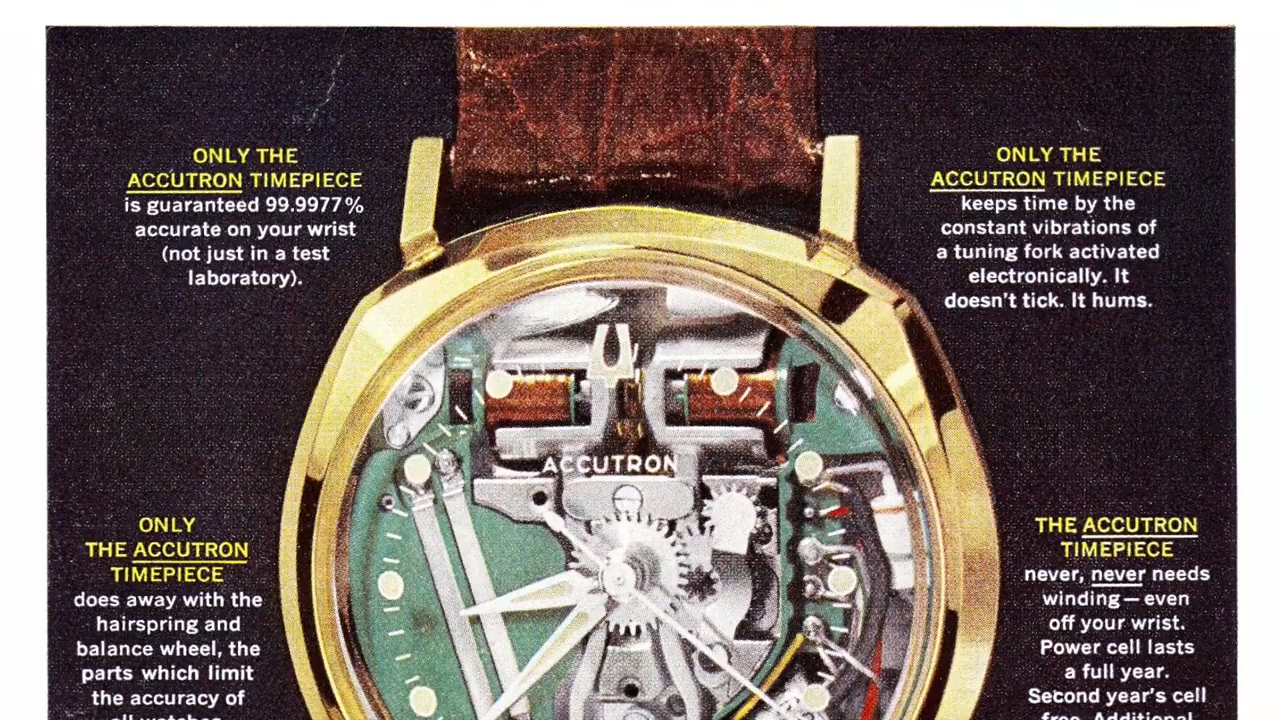 ONLY THE
ACCUTRON TIMEPIECE
is guaranteed 99.9977%
accurate on your wrist
(not just in a test
laboratory).
ONLY THE
ACCUTRON TIMEPIECE
keeps time by the
constant vibrations of
a tuning fork activated
electronically. It
doesn't tick. It hums.
ACCUTRON
ONLY
THE ACCUTRON
TIMEPIECE
does away with the
hairspring and
balance wheel, the
parts which limit
the accuracy of
all watches
THE ACCUTRON
TIMEPIECE
never, never needs
winding—even
off your wrist.
Power cell lasts
a full year.
Second year's cell
free. Additional